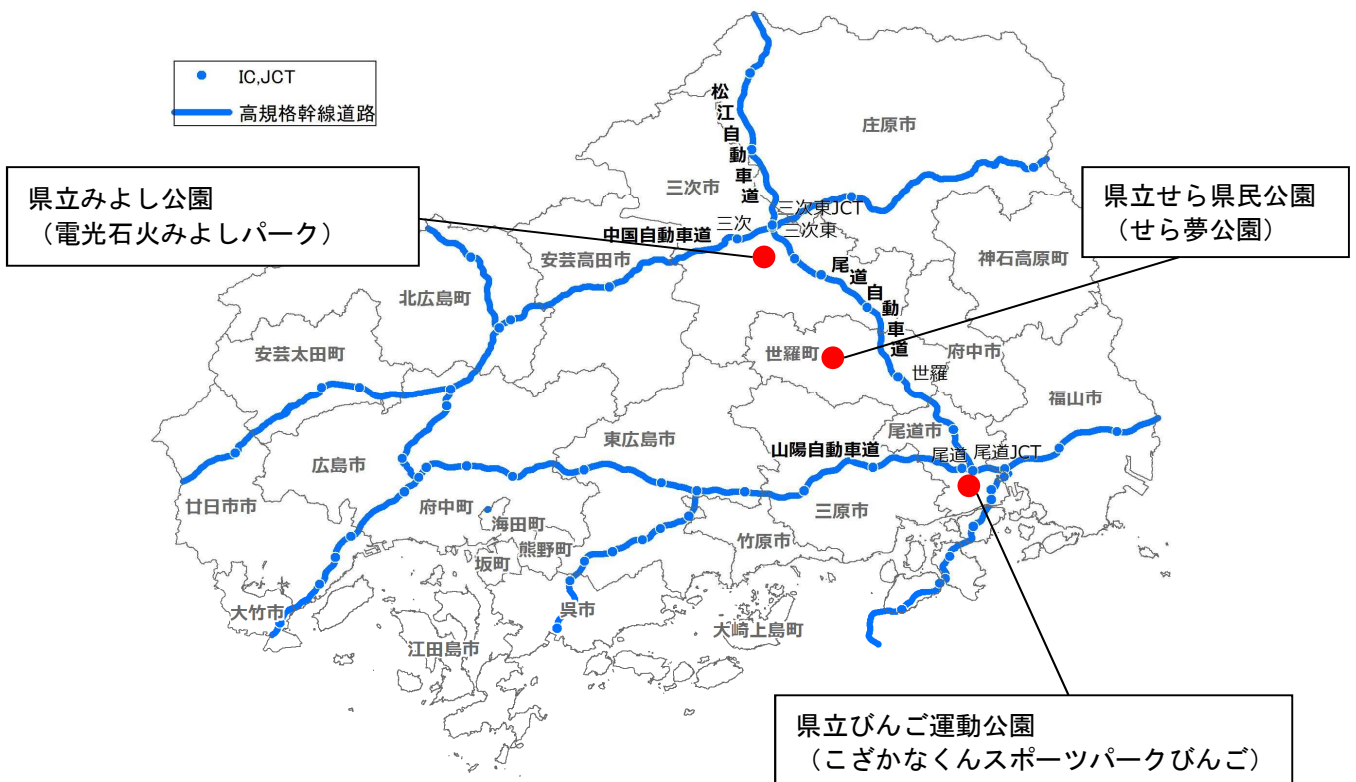 IC,JCT
高規格幹線道路
松江自動車道
庄原市
県立みよし公園
（電光石火みよしパーク）
三次市
県立せら県民公園
（せら夢公園）
三次東JCT
三次
三次東
中国自動車道
安芸高田市
神石高原町
尾道自動車道
北広島町
安芸太田町
世羅町
府中市
世羅
福山市
尾道市
東広島市
山陽自動車道
尾道
尾道JCT
広島市
廿日市市
府中町
海田町
三原市
熊野町
坂町
竹原市
大竹市
呉市
大崎上島町
江田島市
県立びんご運動公園
（こざかなくんスポーツパークびんご）